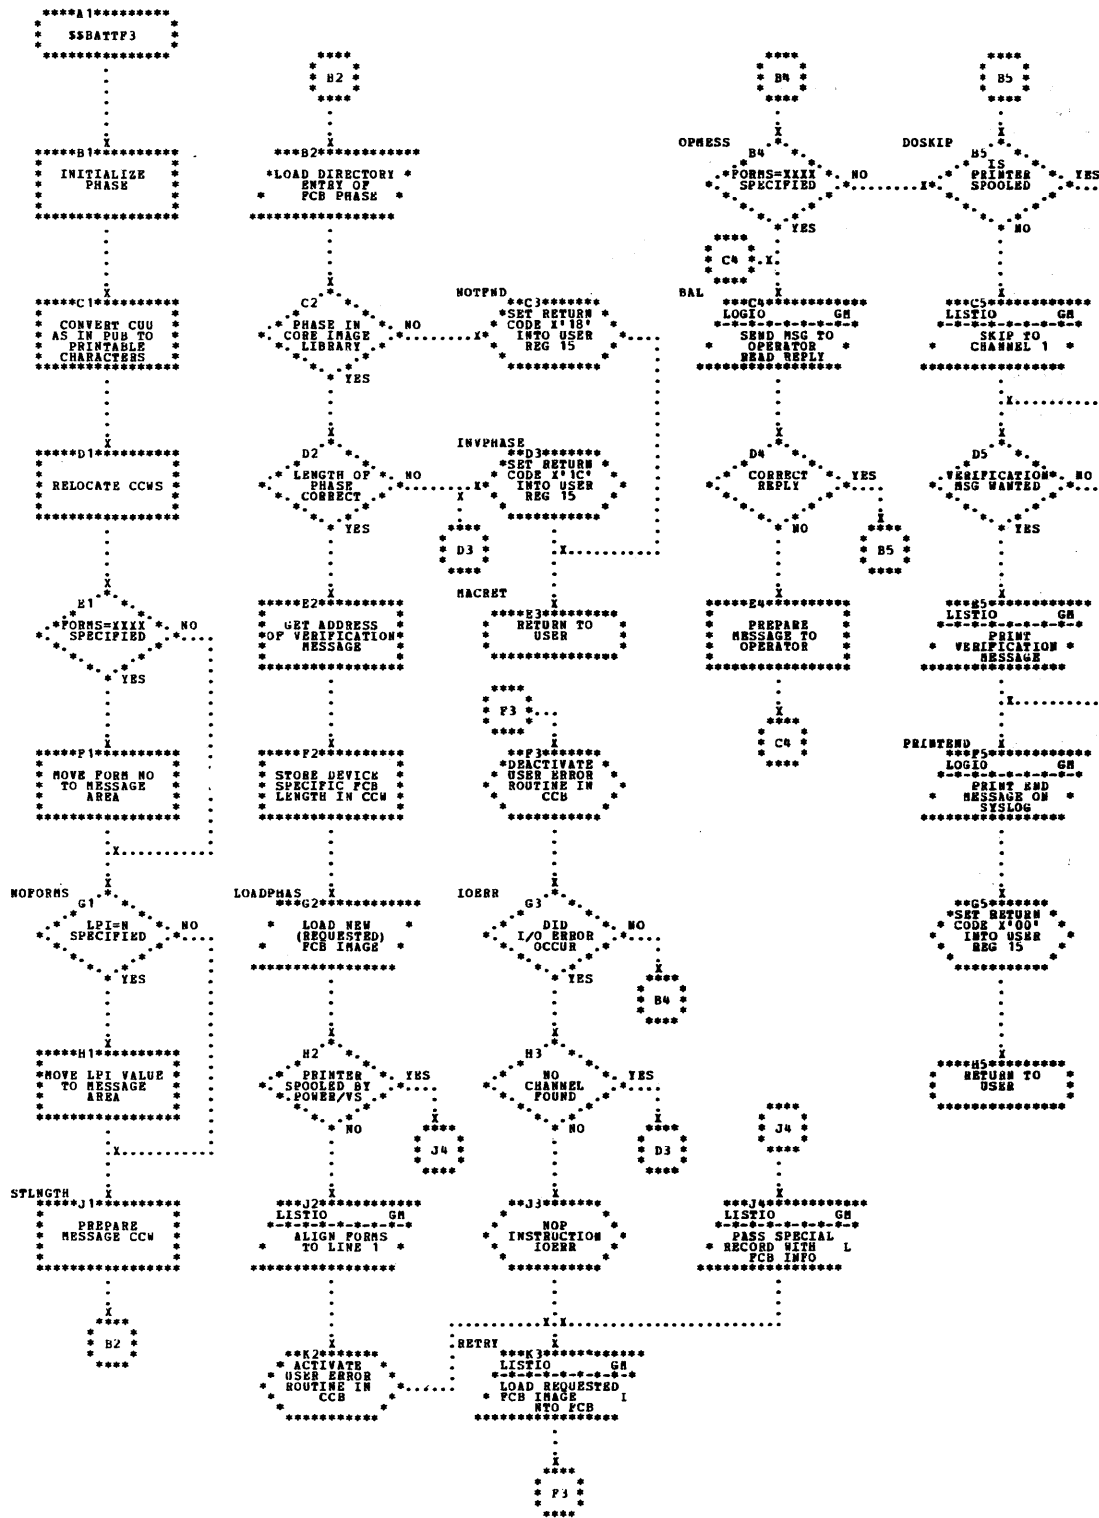 A1
$$BATTF3
B1
INITIALIZE
PHASE
C1
CONVERT CUU
AS IN PUB TO
PRINTABLE
CHARACTERS
D1
RELOCATE CCWS
E1
FORMS=XXXX
SPECIFIED
NO
YES
F1
MOVE FORM NO
TO MESSAGE
AREA
NOFORMS
G1
LPI=N
SPECIFIED
NO
YES
H1
MOVE LPI VALUE
TO MESSAGE
AREA
STLNGTH
J1
PREPARE
MESSAGE CCW
B2
B2
B2
LOAD DIRECTORY
ENTRY OF
FCB PHASE
C2
PHASE IN
CORE IMAGE
LIBRARY
NO
YES
D2
LENGTH OF
PHASE
CORRECT
NO
YES
D3
E2
GET ADDRESS
OF VERIFICATION
MESSAGE
F2
STORE DEVICE
SPECIFIC FCB
LENGTH IN CCW
LOADPHAS
G2
LOAD NEW
(REQUESTED)
FCB IMAGE
H2
PRINTER
SPOOLED BY
POWER/VS
YES
NO
J4
J2
LISTIO GM
ALIGN FORMS
TO LINE 1
K2
ACTIVATE
USER ERROR
ROUTINE IN
CCB
NOTFND
C3
SET RETURN
CODE X'18'
INTO USER
REG 15
INVPHASE
D3
SET RETURN
CODE X'1C'
INTO USER
REG 15
MACRET
E3
RETURN TO
USER
F3
F3
DEACTIVATE
USER ERROR
ROUTINE IN
CCB
IOERR
G3
DID
I/O ERROR
OCCUR
NO
YES
B4
H3
NO
CHANNEL
FOUND
YES
NO
D3
J3
NOP
INSTRUCTION
IOERR
RETRY
K3
LISTIO GM
LOAD REQUESTED
FCB IMAGE I
NTO FCB
F3
B4
OPMESS
B4
FORMS=XXXX
SPECIFIED
NO
YES
C4
BAL
C4
LOGIO GM
SEND MSG TO
OPERATOR
READ REPLY
D4
CORRECT
REPLY
YES
NO
B5
E4
PREPARE
MESSAGE TO
OPERATOR
C4
J4
J4
LISTIO GM
PASS SPECIAL
RECORD WITH L
FCB INFO
B5
DOSKIP
B5
IS
PRINTER
SPOOLED
YES
NO
C5
LISTIO GM
SKIP TO
CHANNEL 1
D5
VERIFICATION
MSG WANTED
NO
YES
E5
LISTIO GM
PRINT
VERIFICATION
MESSAGE
PRINTEND
F5
LOGIO GM
PRINT END
MESSAGE ON
SYSLOG
G5
SET RETURN
CODE X'00'
INTO USER
REG 15
H5
RETURN TO
USER